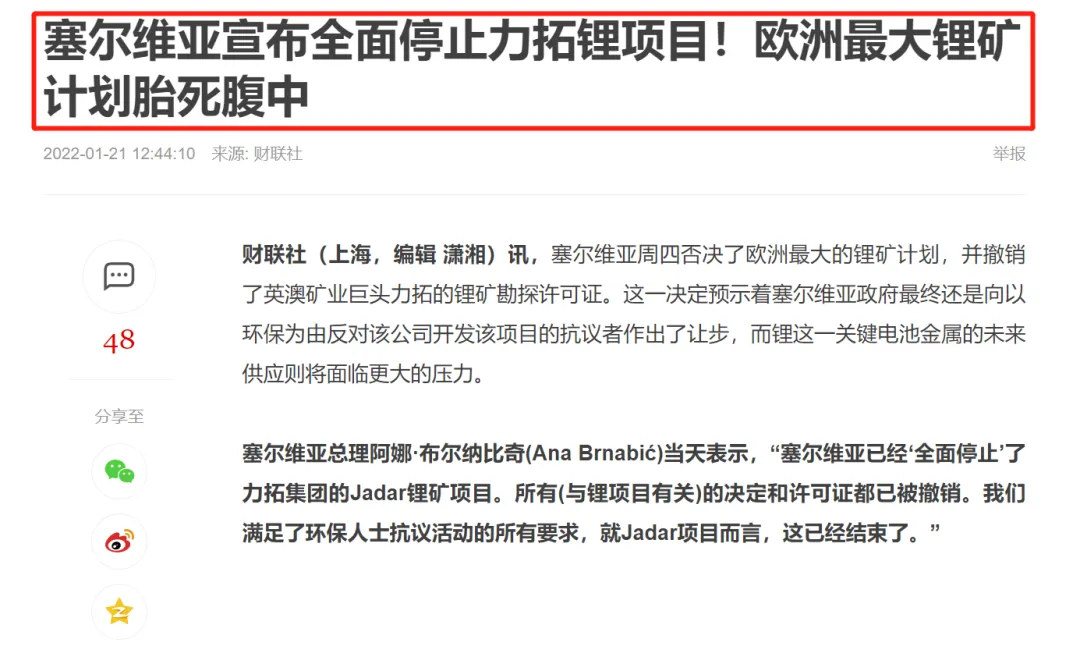 塞尔维亚宣布全面停止力拓锂项目！欧洲最大锂矿
计划胎死腹中
2022-01-21 12:44:10 来源: 财联社
举报
48
分享至
财联社（上海，编辑 潇湘）讯，塞尔维亚周四否决了欧洲最大的锂矿计划，并撤销
了英澳矿业巨头力拓的锂矿勘探许可证。这一决定预示着塞尔维亚政府最终还是向以
环保为由反对该公司开发该项目的抗议者作出了让步，而锂这一关键电池金属的未来
供应则将面临更大的压力。
塞尔维亚总理阿娜·布尔纳比奇(Ana Brnabić)当天表示，“塞尔维亚已经‘全面停止’了
力拓集团的Jadar锂矿项目。所有(与锂项目有关)的决定和许可证都已被撤销。我们
满足了环保人士抗议活动的所有要求，就Jadar项目而言，这已经结束了。”